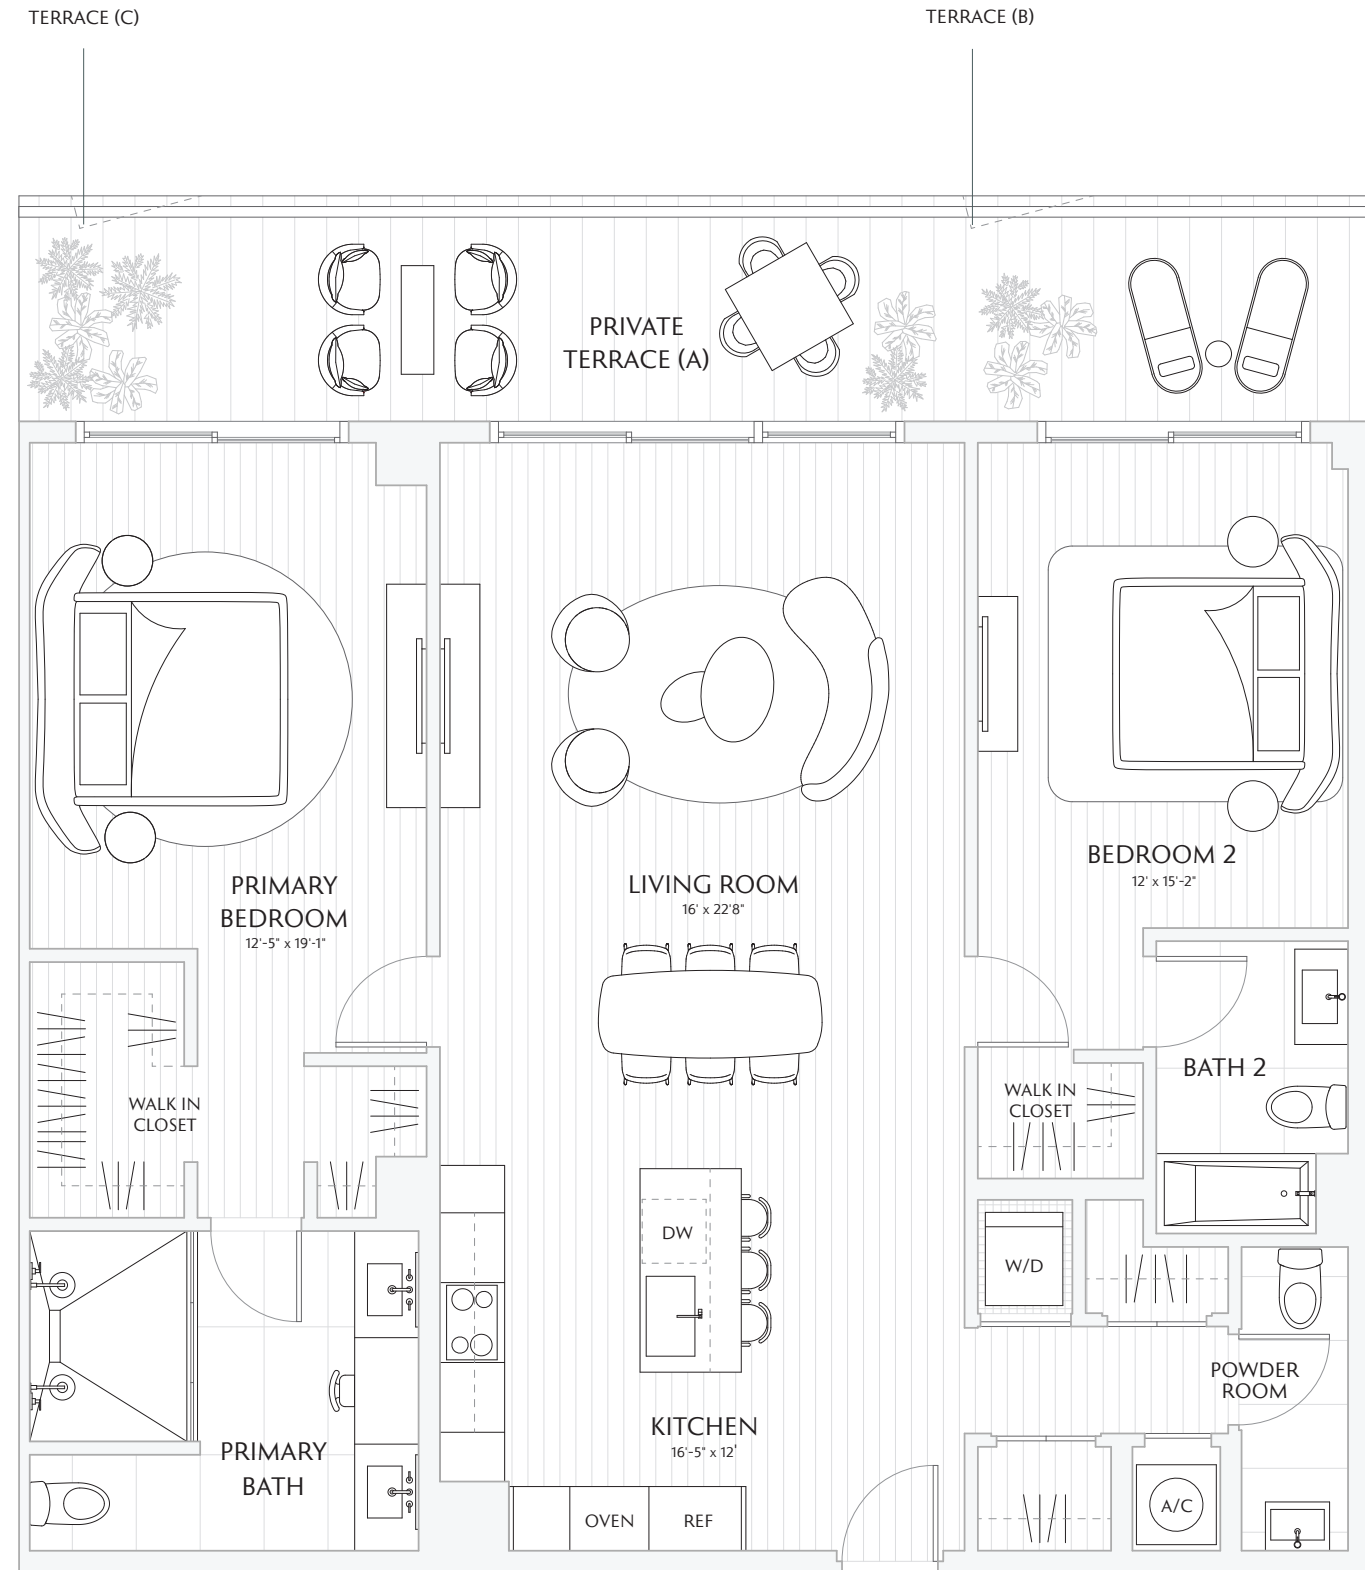 TERRACE (C)
TERRACE (B)
PRIVATE
TERRACE (A)
PRIMARY
BEDROOM
12'-5" x 19'-1"
LIVING ROOM
16' x 22'8"
BEDROOM 2
12' x 15'-2"
WALK IN
CLOSET
WALK IN
CLOSET
BATH 2
DW
W/D
POWDER
ROOM
KITCHEN
16'-5" x 12'
PRIMARY
BATH
OVEN
REF
A/C